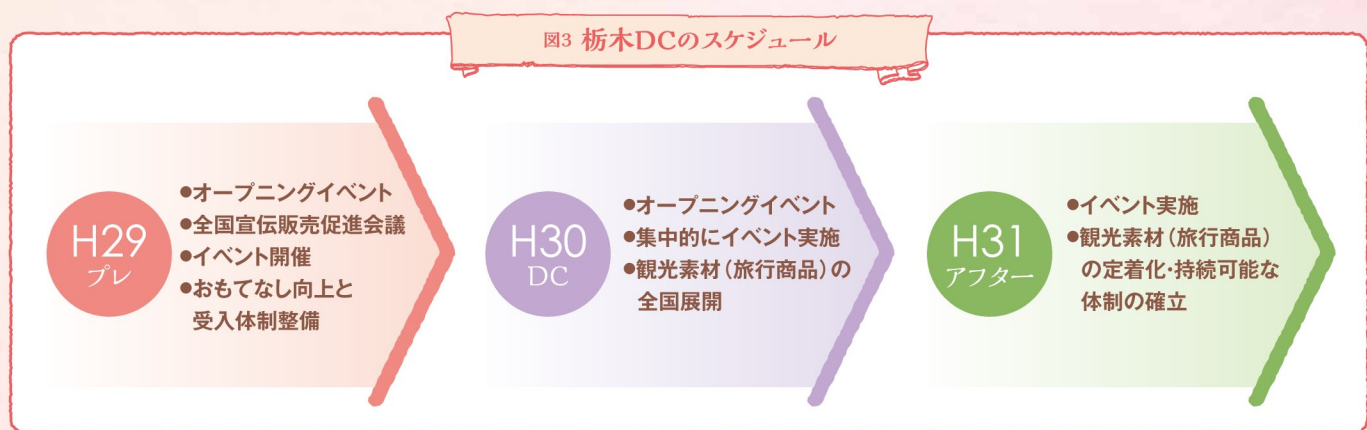 図3 栃木DCのスケジュール
H29
プレ
●オープニングイベント
●全国宣伝販売促進会議
●イベント開催
●おもてなし向上と
受入体制整備
H30
DC
●オープニングイベント
●集中的にイベント実施
●観光素材(旅行商品)の
全国展開
H31
アフター
●イベント実施
●観光素材(旅行商品)
の定着化・持続可能な
体制の確立